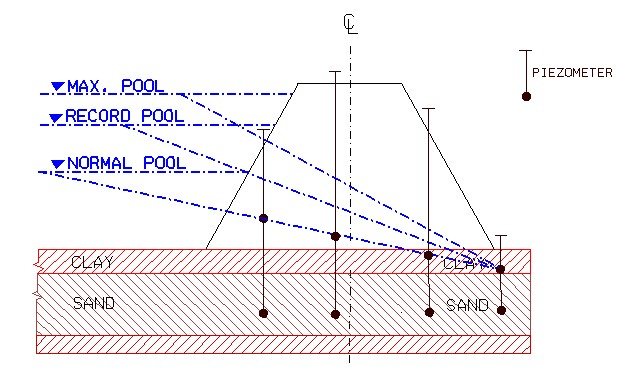 ℄
MAX. POOL
RECORD POOL
NORMAL POOL
PIEZOMETER
CLAY
CLAY
SAND
SAND